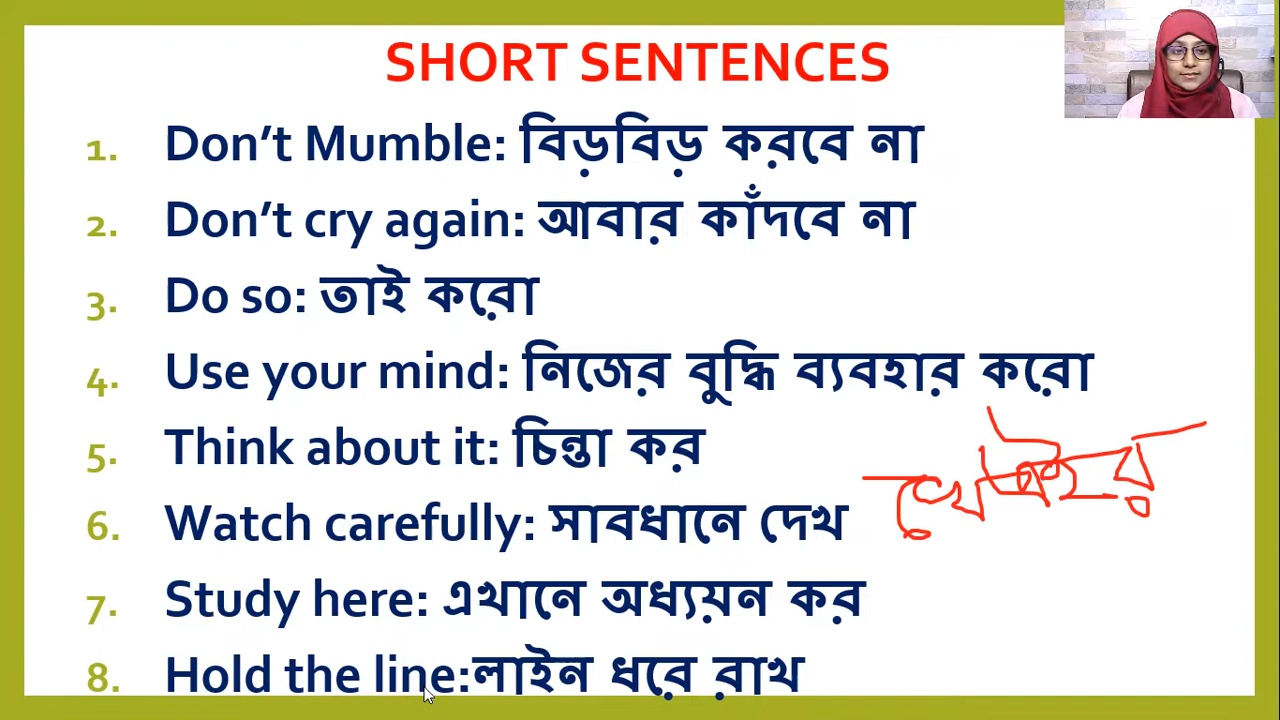 SHORT SENTENCES
1. Don’t Mumble: বিড়বিড় করবে না
2. Don’t cry again: আবার কাঁদবে না
3. Do so: তাই করো
4. Use your mind: নিজের বুদ্ধি ব্যবহার করো
5. Think about it: চিন্তা কর
6. Watch carefully: সাবধানে দেখ
7. Study here: এখানে অধ্যয়ন কর
8. Hold the line:লাইন ধরে রাখ